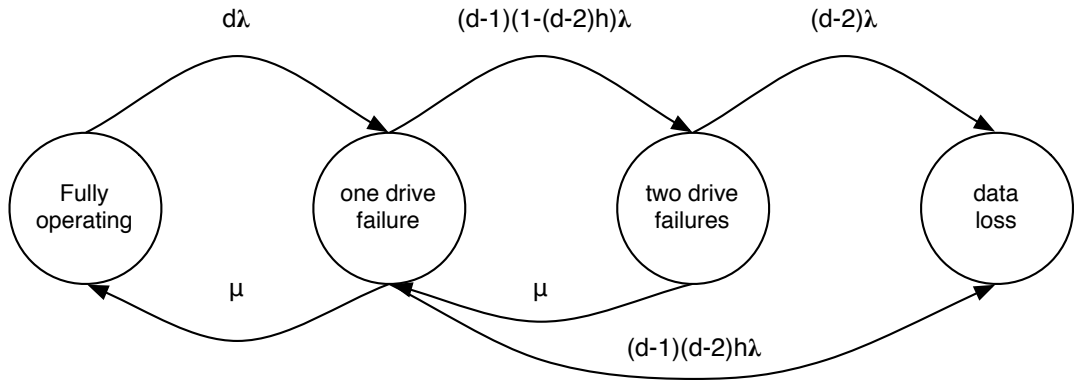 dλ
(d-1)(1-(d-2)h)λ
(d-2)λ
Fully
operating
one drive
failure
two drive
failures
data
loss
μ
μ
(d-1)(d-2)hλ